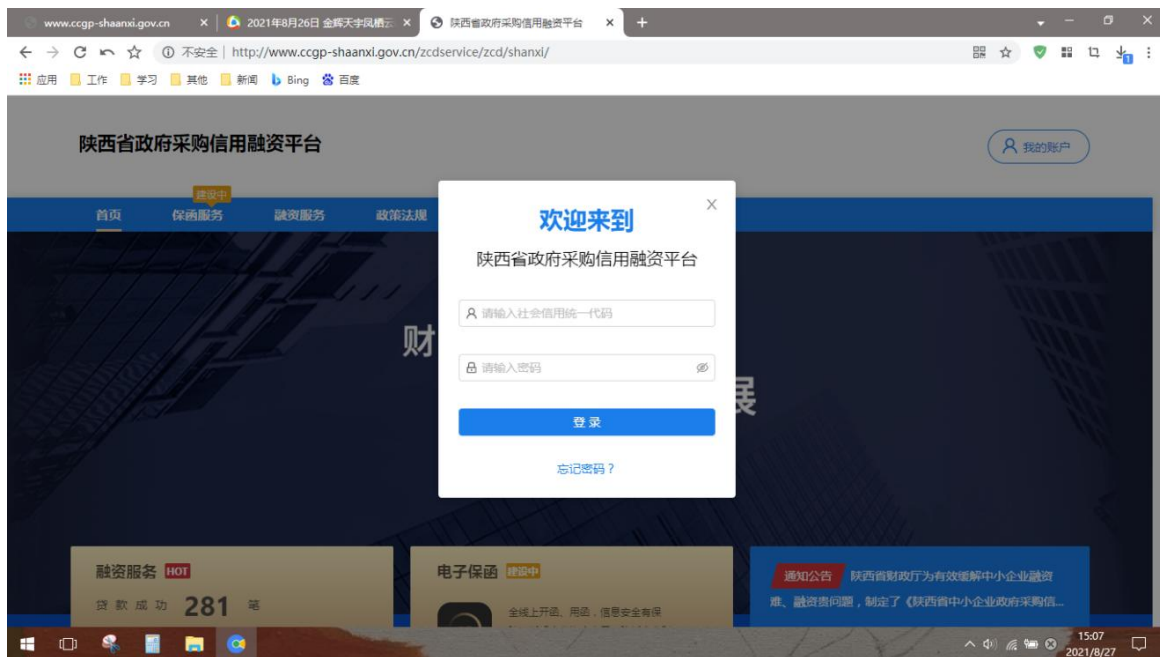 www.ccgp-shaanxi.gov.cn
2021年8月26日 金辉天宇凤栖云
陕西省政府采购信用融资平台
不安全 | http://www.ccgp-shaanxi.gov.cn/zcdservice/zcd/shanxi/
应用 工作 学习 其他 新闻 Bing 百度
陕西省政府采购信用融资平台
我的账户
建设中
首页 保函服务 融资服务 政策法规
欢迎来到
陕西省政府采购信用融资平台
请输入社会信用统一代码
请输入密码
登录
忘记密码？
财
展
融资服务 HOT
贷款成功 281 笔
电子保函 建设中
全线上开函、用函，信息安全有保
通知公告 陕西省财政厅为有效缓解中小企业融资
难、融资贵问题，制定了《陕西省中小企业政府采购信...
1
15:07
2021/8/27